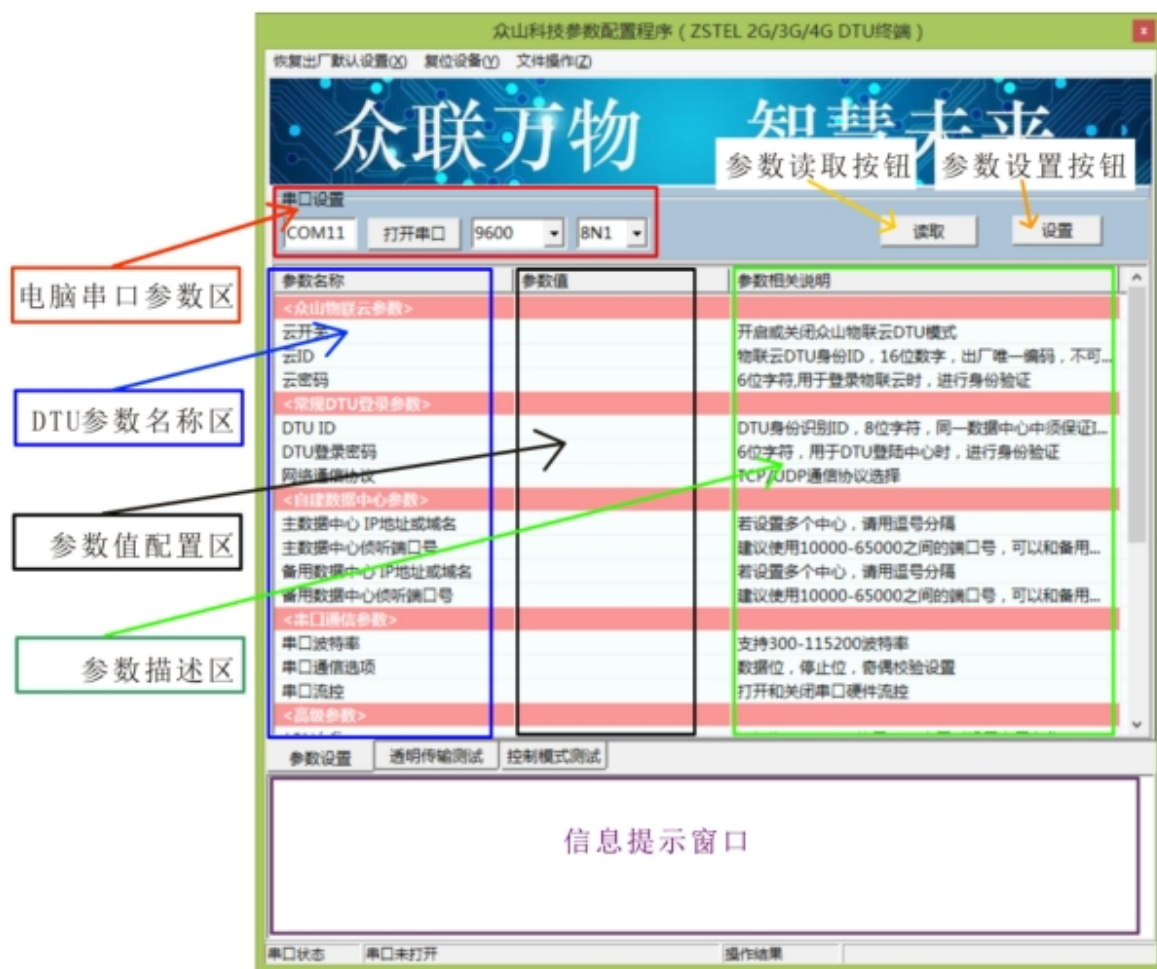 众山科技参数配置程序 ( ZSTEL 2G/3G/4G DTU终端 )
x
恢复出厂默认设置(X) 复位设备(Y) 文件操作(Z)
众联万物 智慧未来
参数读取按钮 参数设置按钮
串口设置
COM11 打开串口 9600 8N1 读取 设置
电脑串口参数区
DTU参数名称区
参数值配置区
参数描述区
参数名称 参数值 参数相关说明
<众山物联云参数>
云开关 开启或关闭众山物联云DTU模式
云ID 物联云DTU身份ID，16位数字，出厂唯一编码，不可...
云密码 6位字符,用于登录物联云时，进行身份验证
<常规DTU登录参数>
DTU ID DTU身份识别ID，8位字符，同一数据中心中须保证I...
DTU登录密码 6位字符，用于DTU登陆中心时，进行身份验证
网络通信协议 TCP/UDP通信协议选择
<自建数据中心参数>
主数据中心 IP地址或域名 若设置多个中心，请用逗号分隔
主数据中心侦听端口号 建议使用10000-65000之间的端口号，可以和备用...
备用数据中心 IP地址或域名 若设置多个中心，请用逗号分隔
备用数据中心侦听端口号 建议使用10000-65000之间的端口号，可以和备用...
<串口通信参数>
串口波特率 支持300-115200波特率
串口通信选项 数据位，停止位，奇偶校验设置
串口流控 打开和关闭串口硬件流控
<高级参数>
参数设置 透明传输测试 控制模式测试
信息提示窗口
串口状态 串口未打开 操作结果